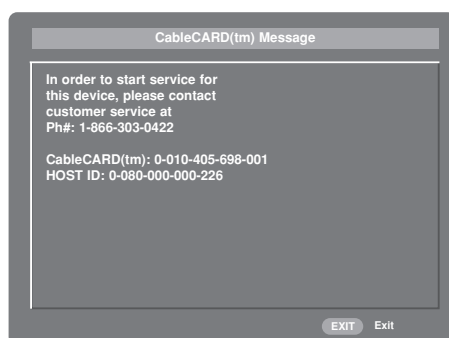 CableCARD(tm) Message
In order to start service for
this device, please contact
customer service at
Ph#: 1-866-303-0422
CableCARD(tm): 0-010-405-698-001
HOST ID: 0-080-000-000-226
EXIT Exit